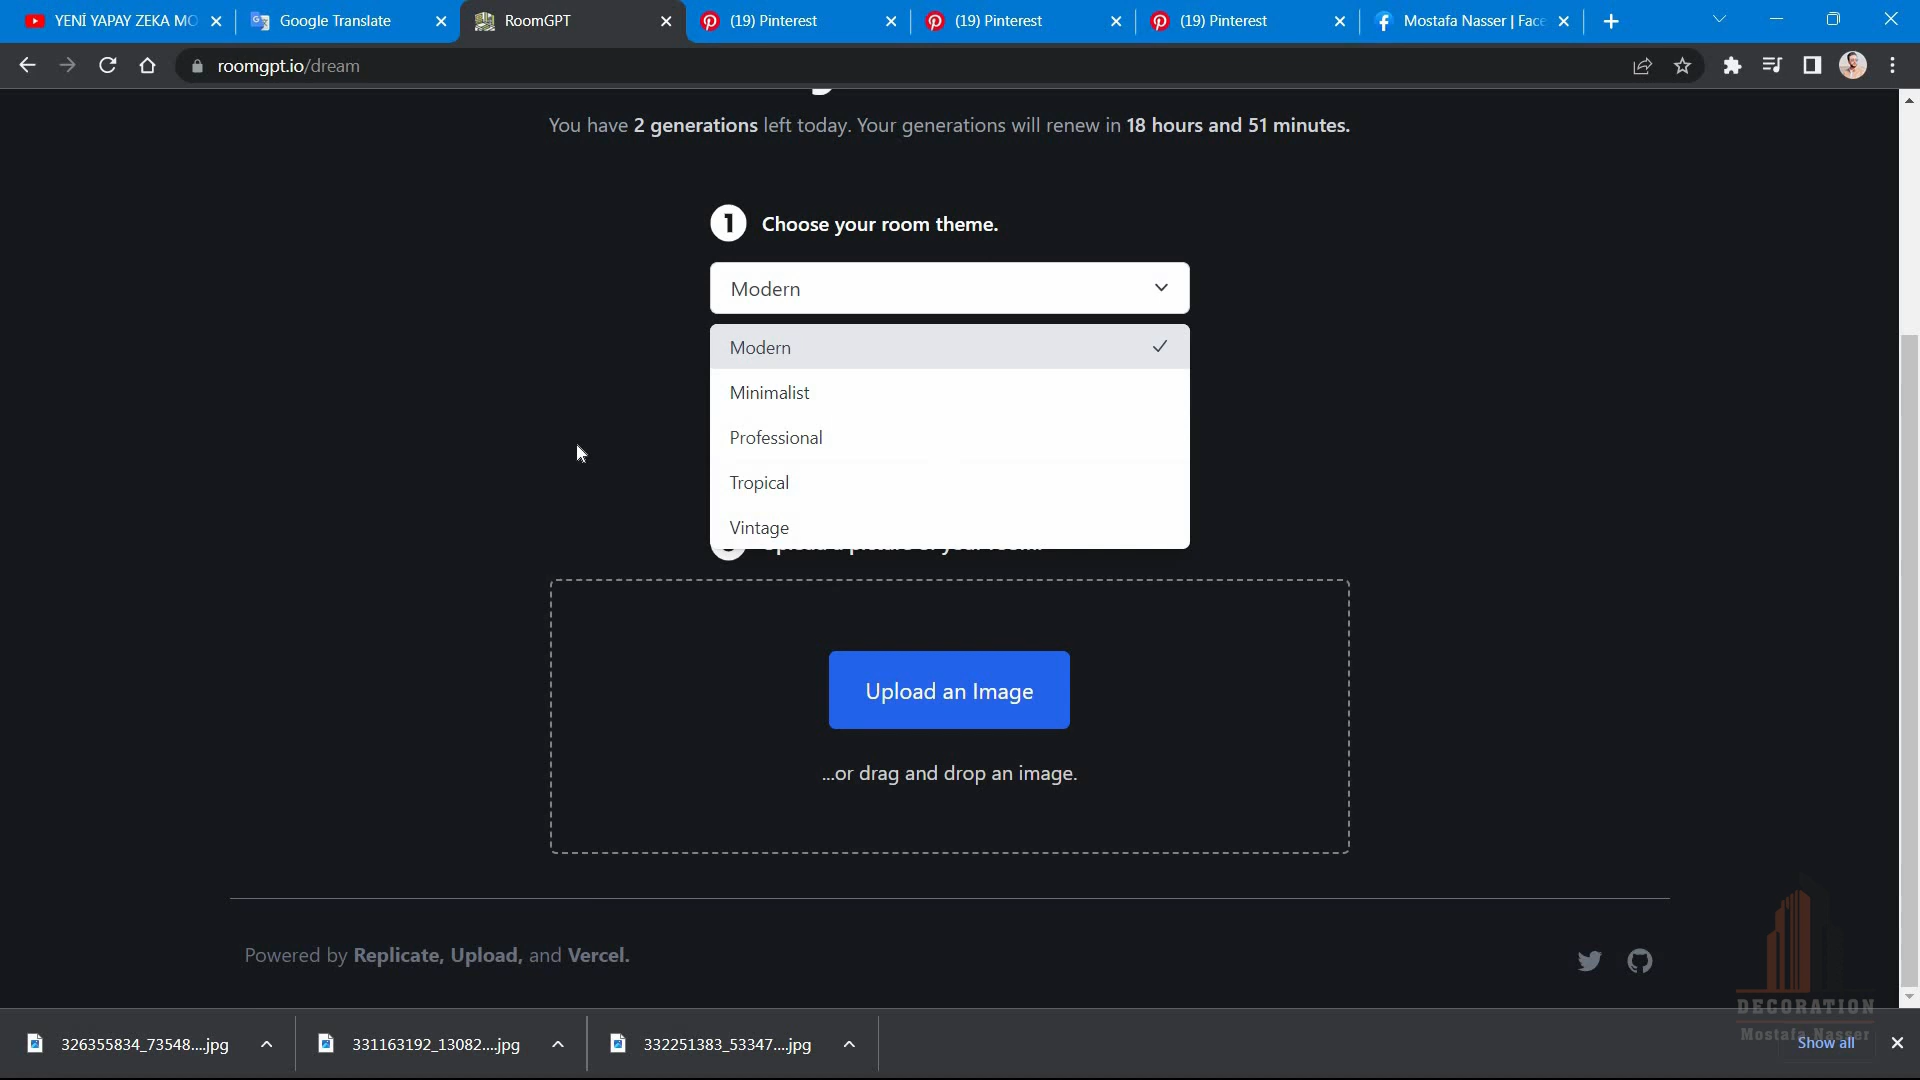 YENİ YAPAY ZEKA MO
Google Translate
RoomGPT
(19) Pinterest
(19) Pinterest
(19) Pinterest
Mostafa Nasser | Face
roomgpt.io/dream
You have 2 generations left today. Your generations will renew in 18 hours and 51 minutes.
1 Choose your room theme.
Modern
Modern
Minimalist
Professional
Tropical
Vintage
Upload an Image
...or drag and drop an image.
Powered by Replicate, Upload, and Vercel.
DECORATION
Mostafa Nasser
326355834_73548....jpg
331163192_13082....jpg
332251383_53347....jpg
Show all